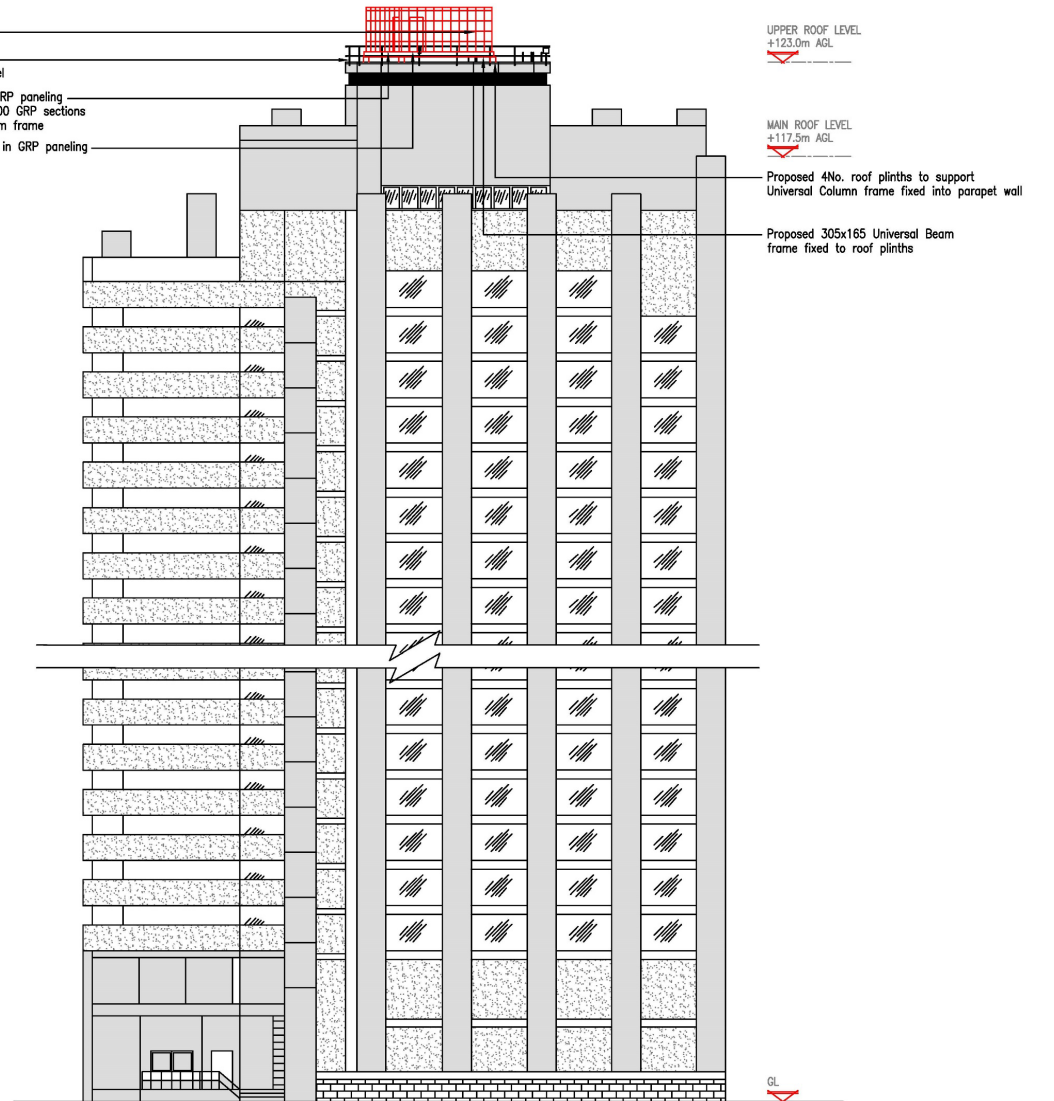 el
GRP paneling
00 GRP sections
m frame
in GRP paneling
UPPER ROOF LEVEL
+123.0m AGL
MAIN ROOF LEVEL
+117.5m AGL
Proposed 4No. roof plinths to support
Universal Column frame fixed into parapet wall
Proposed 305x165 Universal Beam
frame fixed to roof plinths
GL